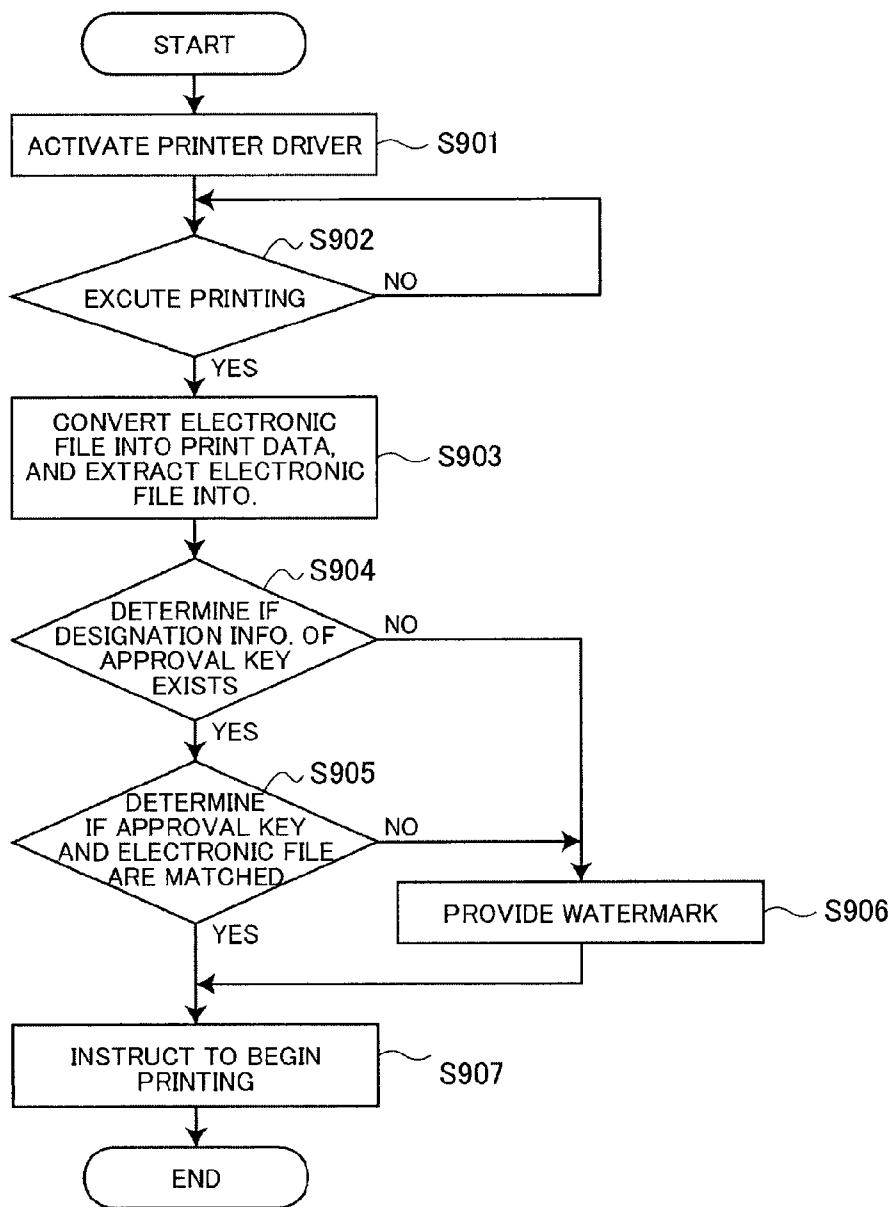 START
ACTIVATE PRINTER DRIVER
S901
S902
EXCUTE PRINTING
NO
YES
CONVERT ELECTRONIC
FILE INTO PRINT DATA,
AND EXTRACT ELECTRONIC
FILE INTO.
S903
S904
DETERMINE IF
DESIGNATION INFO. OF
APPROVAL KEY
EXISTS
NO
YES
S905
DETERMINE
IF APPROVAL KEY
AND ELECTRONIC FILE
ARE MATCHED
NO
YES
PROVIDE WATERMARK
S906
INSTRUCT TO BEGIN
PRINTING
S907
END